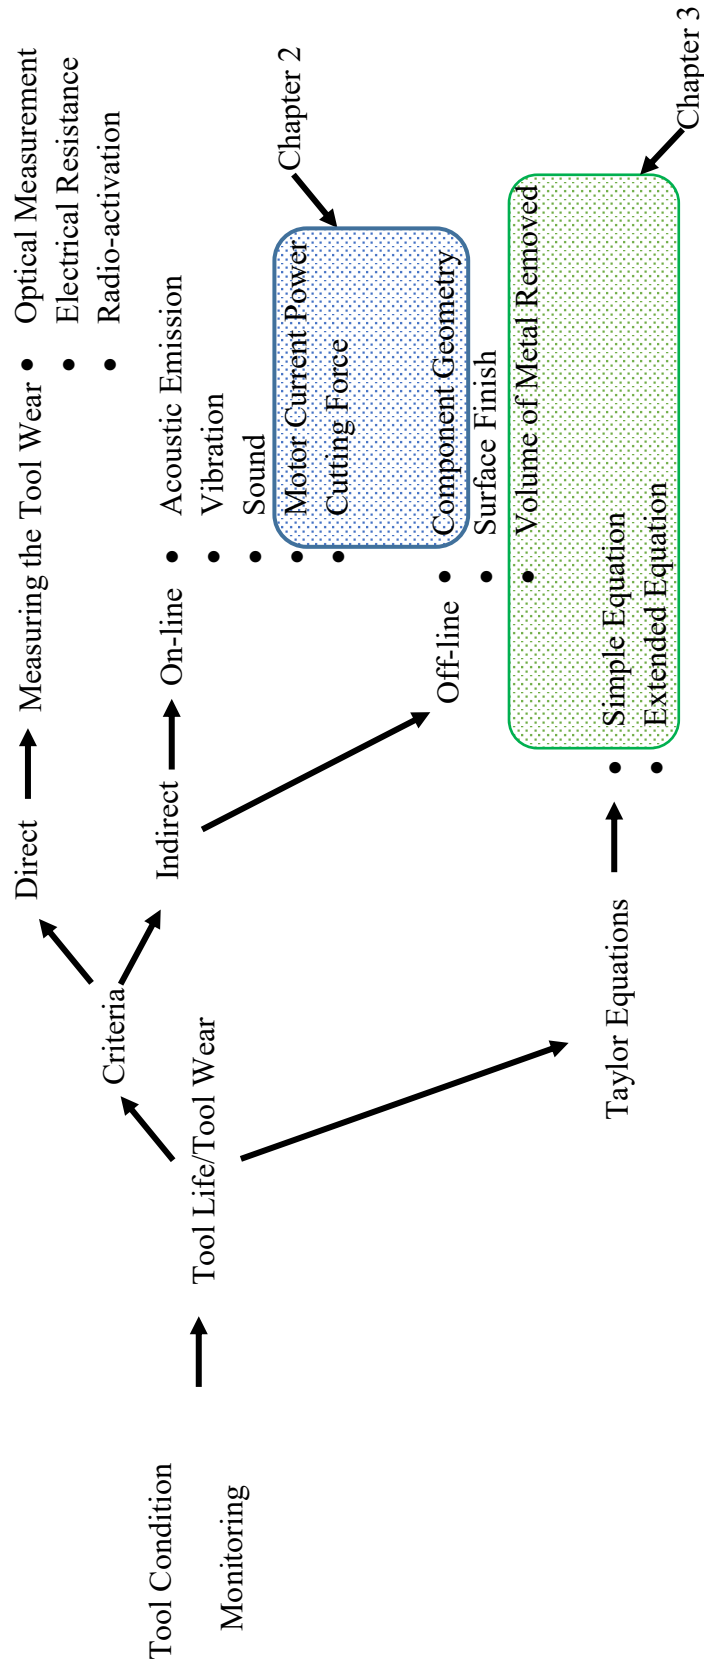 Tool Condition
Monitoring
Tool Life/Tool Wear
Criteria
Direct
Measuring the Tool Wear
• Optical Measurement
• Electrical Resistance
• Radio-activation
Indirect
On-line
• Acoustic Emission
• Vibration
• Sound
• Motor Current Power
• Cutting Force
Chapter 2
Off-line
• Component Geometry
• Surface Finish
• Volume of Metal Removed
Taylor Equations
• Simple Equation
• Extended Equation
Chapter 3